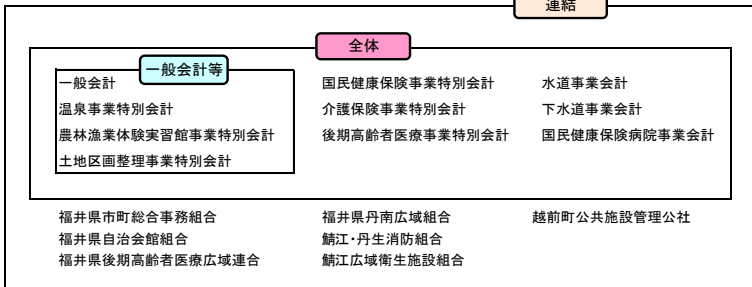 連結
全体
一般会計等
一般会計 国民健康保険事業特別会計 水道事業会計
温泉事業特別会計 介護保険事業特別会計 下水道事業会計
農林漁業体験実習館事業特別会計 後期高齢者医療事業特別会計 国民健康保険病院事業会計
土地区画整理事業特別会計
福井県市町総合事務組合 福井県丹南広域組合 越前町公共施設管理公社
福井県自治会館組合 鯖江・丹生消防組合
福井県後期高齢者医療広域連合 鯖江広域衛生施設組合